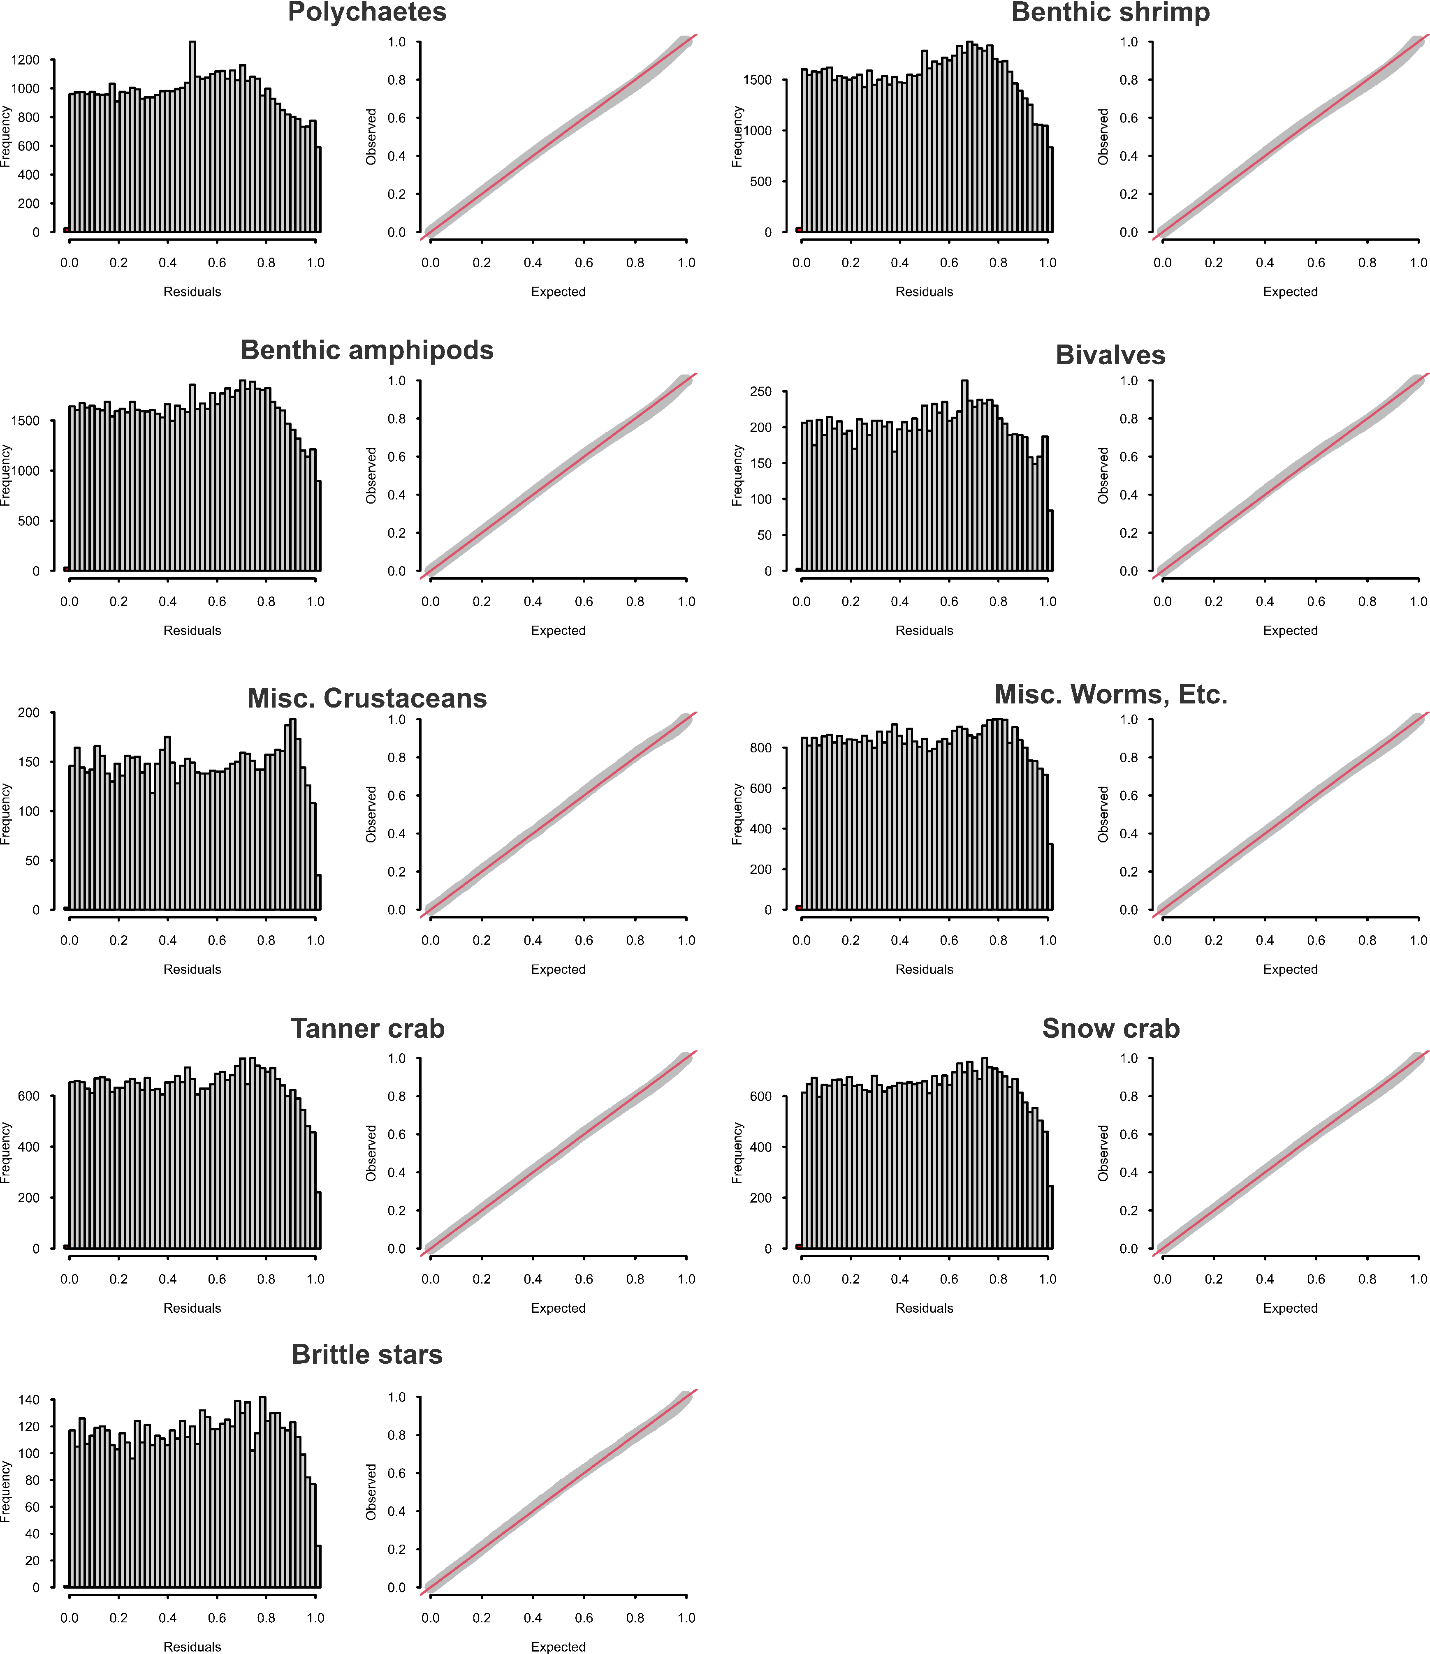 Polychaetes
Benthic shrimp
Frequency
1200
1000
800
600
400
200
0
0.0 0.2 0.4 0.6 0.8 1.0
Residuals
Observed
1.0
0.8
0.6
0.4
0.2
0.0
0.0 0.2 0.4 0.6 0.8 1.0
Expected
Frequency
1500
1000
500
0
0.0 0.2 0.4 0.6 0.8 1.0
Residuals
Observed
1.0
0.8
0.6
0.4
0.2
0.0
0.0 0.2 0.4 0.6 0.8 1.0
Expected
Benthic amphipods
Bivalves
Frequency
1500
1000
500
0
0.0 0.2 0.4 0.6 0.8 1.0
Residuals
Observed
1.0
0.8
0.6
0.4
0.2
0.0
0.0 0.2 0.4 0.6 0.8 1.0
Expected
Frequency
250
200
150
100
50
0
0.0 0.2 0.4 0.6 0.8 1.0
Residuals
Observed
1.0
0.8
0.6
0.4
0.2
0.0
0.0 0.2 0.4 0.6 0.8 1.0
Expected
Misc. Crustaceans
Misc. Worms, Etc.
Frequency
200
150
100
50
0
0.0 0.2 0.4 0.6 0.8 1.0
Residuals
Observed
1.0
0.8
0.6
0.4
0.2
0.0
0.0 0.2 0.4 0.6 0.8 1.0
Expected
Frequency
800
600
400
200
0
0.0 0.2 0.4 0.6 0.8 1.0
Residuals
Observed
1.0
0.8
0.6
0.4
0.2
0.0
0.0 0.2 0.4 0.6 0.8 1.0
Expected
Tanner crab
Snow crab
Frequency
600
400
200
0
0.0 0.2 0.4 0.6 0.8 1.0
Residuals
Observed
1.0
0.8
0.6
0.4
0.2
0.0
0.0 0.2 0.4 0.6 0.8 1.0
Expected
Frequency
600
400
200
0
0.0 0.2 0.4 0.6 0.8 1.0
Residuals
Observed
1.0
0.8
0.6
0.4
0.2
0.0
0.0 0.2 0.4 0.6 0.8 1.0
Expected
Brittle stars
Frequency
140
120
100
80
60
40
20
0
0.0 0.2 0.4 0.6 0.8 1.0
Residuals
Observed
1.0
0.8
0.6
0.4
0.2
0.0
0.0 0.2 0.4 0.6 0.8 1.0
Expected